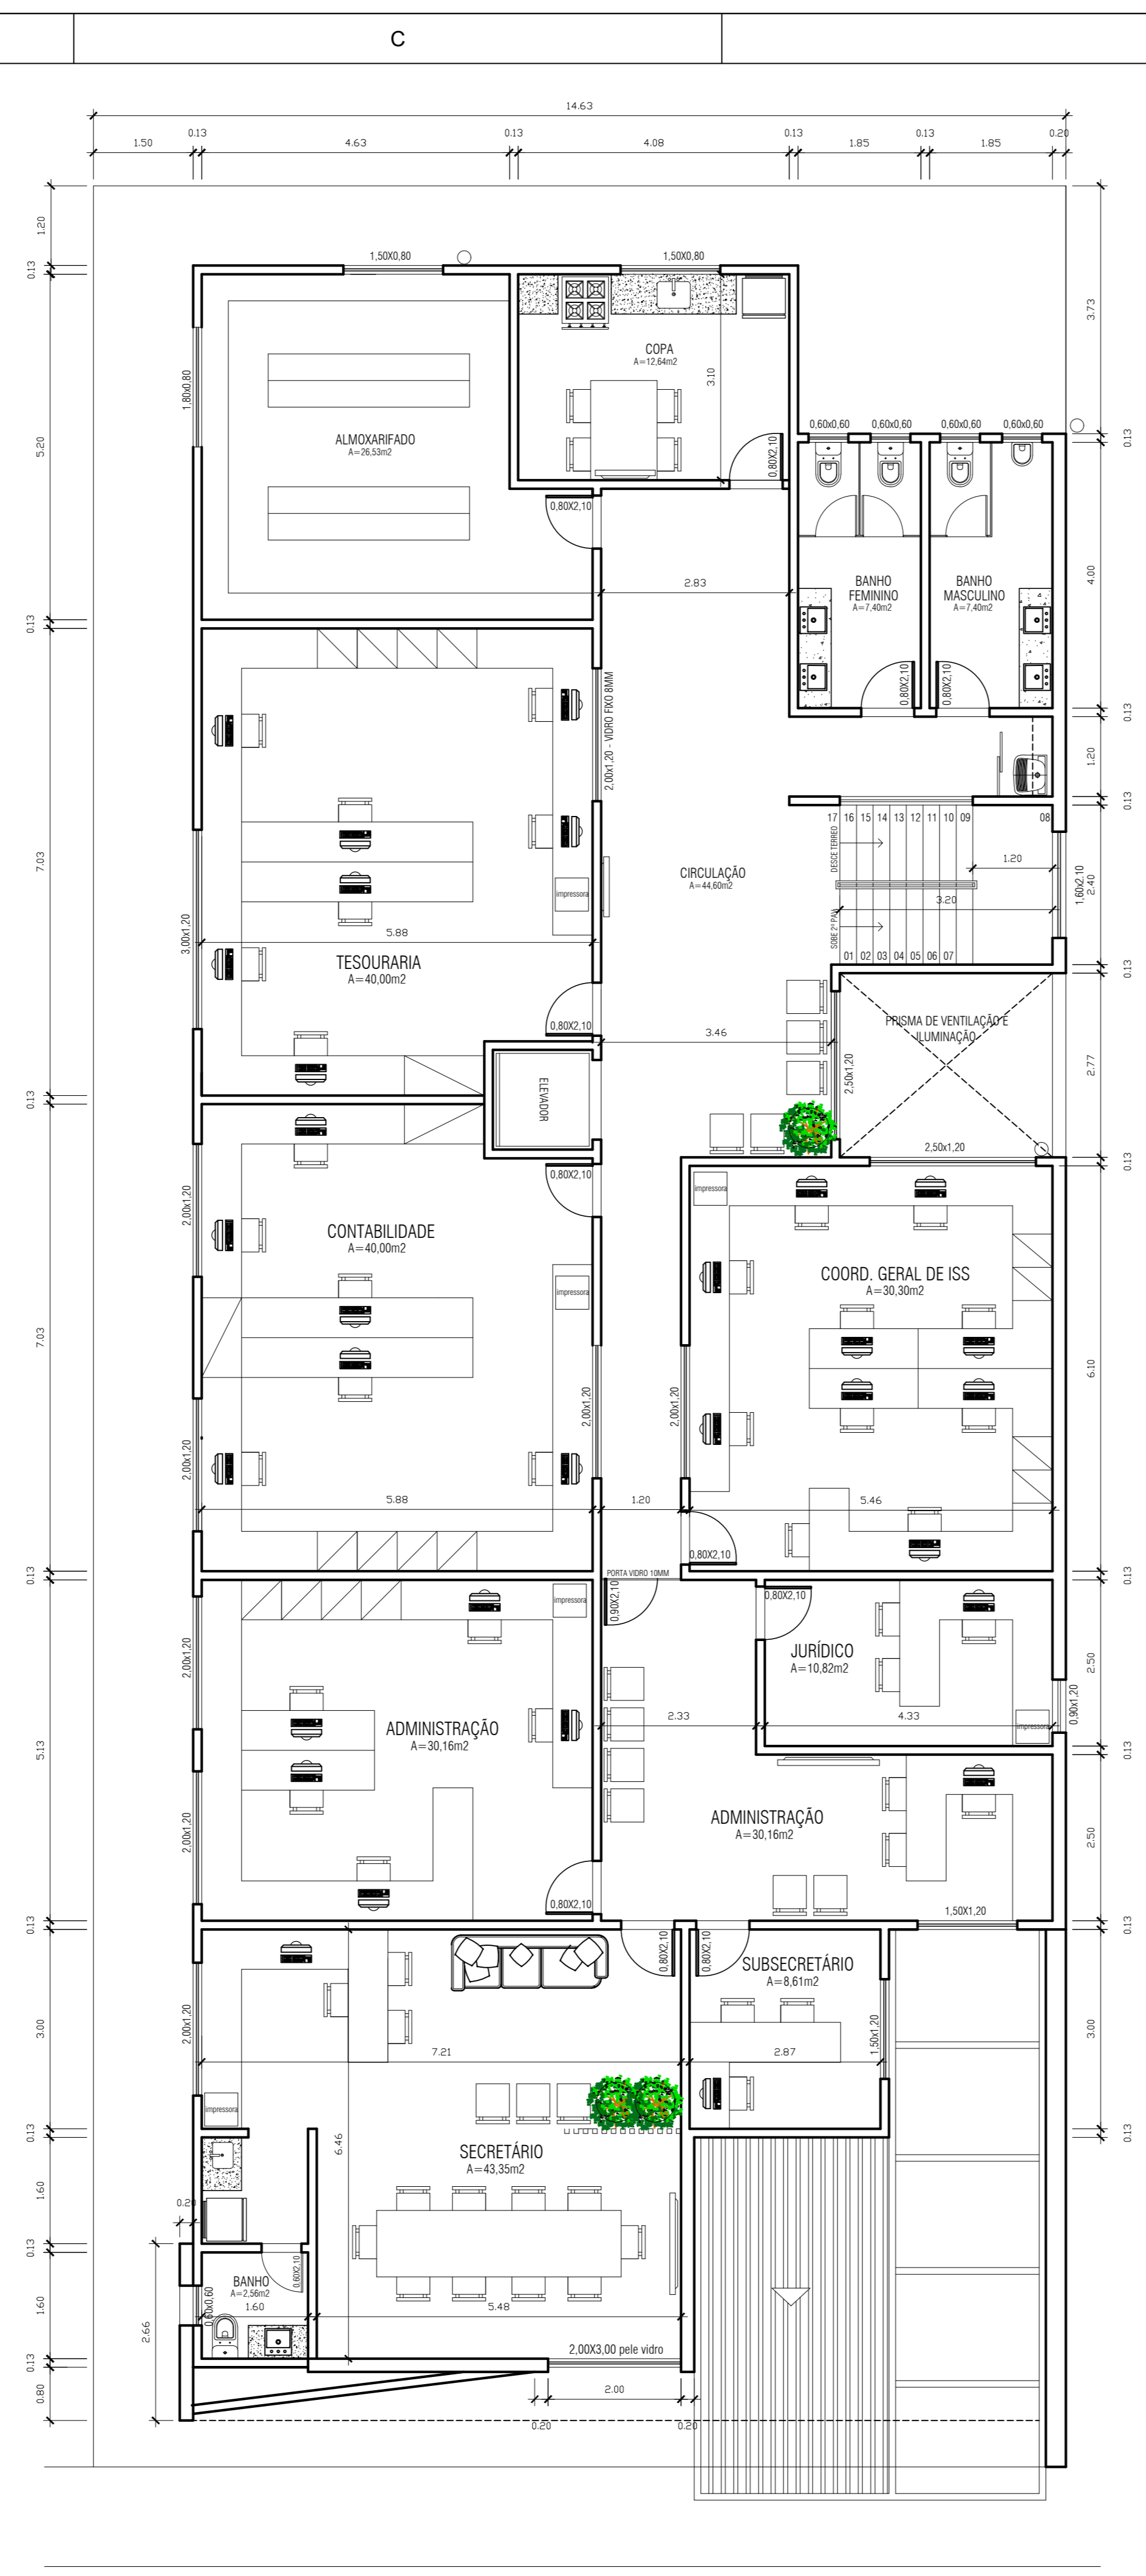 C
14.63
0.13
0.13
0.13
0.13
0.20
1.50
4.63
4.08
1.85
1.85
1.20
0.13
1,50X0,80
1,50X0,80
3.73
COPA
A=12,64m2
3.10
1,80x0,80
0,80X2,10
0,60x0,60
0,60x0,60
0,60x0,60
0,60x0,60
0.13
ALMOXARIFADO
A=26,53m2
5.20
0,80X2,10
2.83
BANHO
FEMININO
A=7,40m2
BANHO
MASCULINO
A=7,40m2
4.00
0.13
0,80X2,10
0,80X2,10
0.13
2,00x1,20 - VIDRO FIXO 8MM
1.20
0.13
17
16
15
14
13
12
11
10
09
08
DESCE TERREO
1.20
7.03
CIRCULAÇÃO
A=44,60m2
impressora
3.20
1,60x2,10
2.40
3,00x1,20
5.88
SOBE 2º PAV
01
02
03
04
05
06
07
TESOURARIA
A=40,00m2
0.13
0,80X2,10
3.46
PRISMA DE VENTILAÇÃO E
ILUMINAÇÃO
2,50x1,20
2.77
ELEVADOR
0.13
2,50x1,20
0.13
0,80X2,10
impressora
2,00x1,20
CONTABILIDADE
A=40,00m2
COORD. GERAL DE ISS
A=30,30m2
impressora
7.03
6.10
2,00x1,20
2,00x1,20
2,00x1,20
5.88
1.20
5.46
0,80X2,10
0.13
PORTA VIDRO 10MM
0.13
impressora
0,90X2,10
0,80X2,10
2,00x1,20
JURÍDICO
A=10,82m2
2.50
0,90x1,20
2.33
4.33
impressora
ADMINISTRAÇÃO
A=30,16m2
5.13
0.13
ADMINISTRAÇÃO
A=30,16m2
2,00x1,20
2.50
0,80X2,10
1,50X1,20
0.13
0.13
0,80X2,10
0,80X2,10
SUBSECRETÁRIO
A=8,61m2
2,00x1,20
3.00
3.00
1,50x1,20
7.21
2.87
impressora
0.13
0.13
6.46
SECRETÁRIO
A=43,35m2
1.60
0.20
0.13
BANHO
A=2,56m2
0,60X2,10
0,60x0,60
1.60
1.60
5.48
2.66
2,00X3,00 pele vidro
0.13
0.80
2.00
0.20
0.20